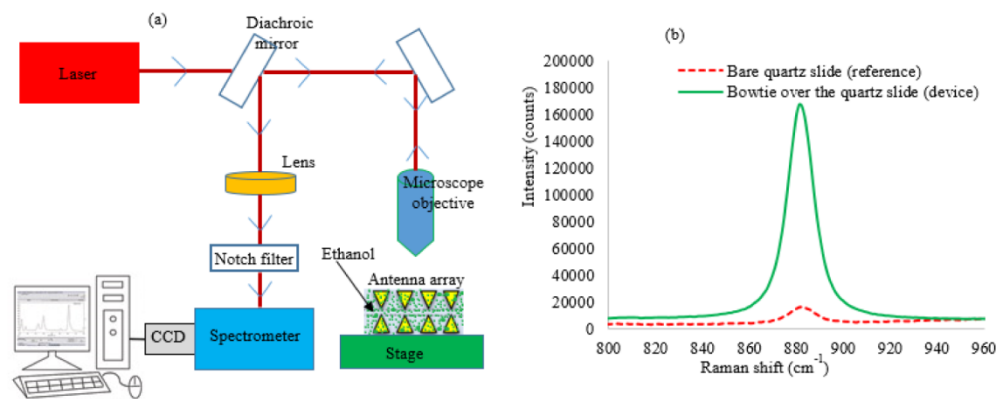 (a)
Diachroic
mirror
Laser
Lens
Microscope
objective
Notch filter
Ethanol
Antenna array
CCD
Spectrometer
Stage
(b)
Bare quartz slide (reference)
Bowtie over the quartz slide (device)
Intensity (counts)
200000
180000
160000
140000
120000
100000
80000
60000
40000
20000
0
800 820 840 860 880 900 920 940 960
Raman shift (cm-1)